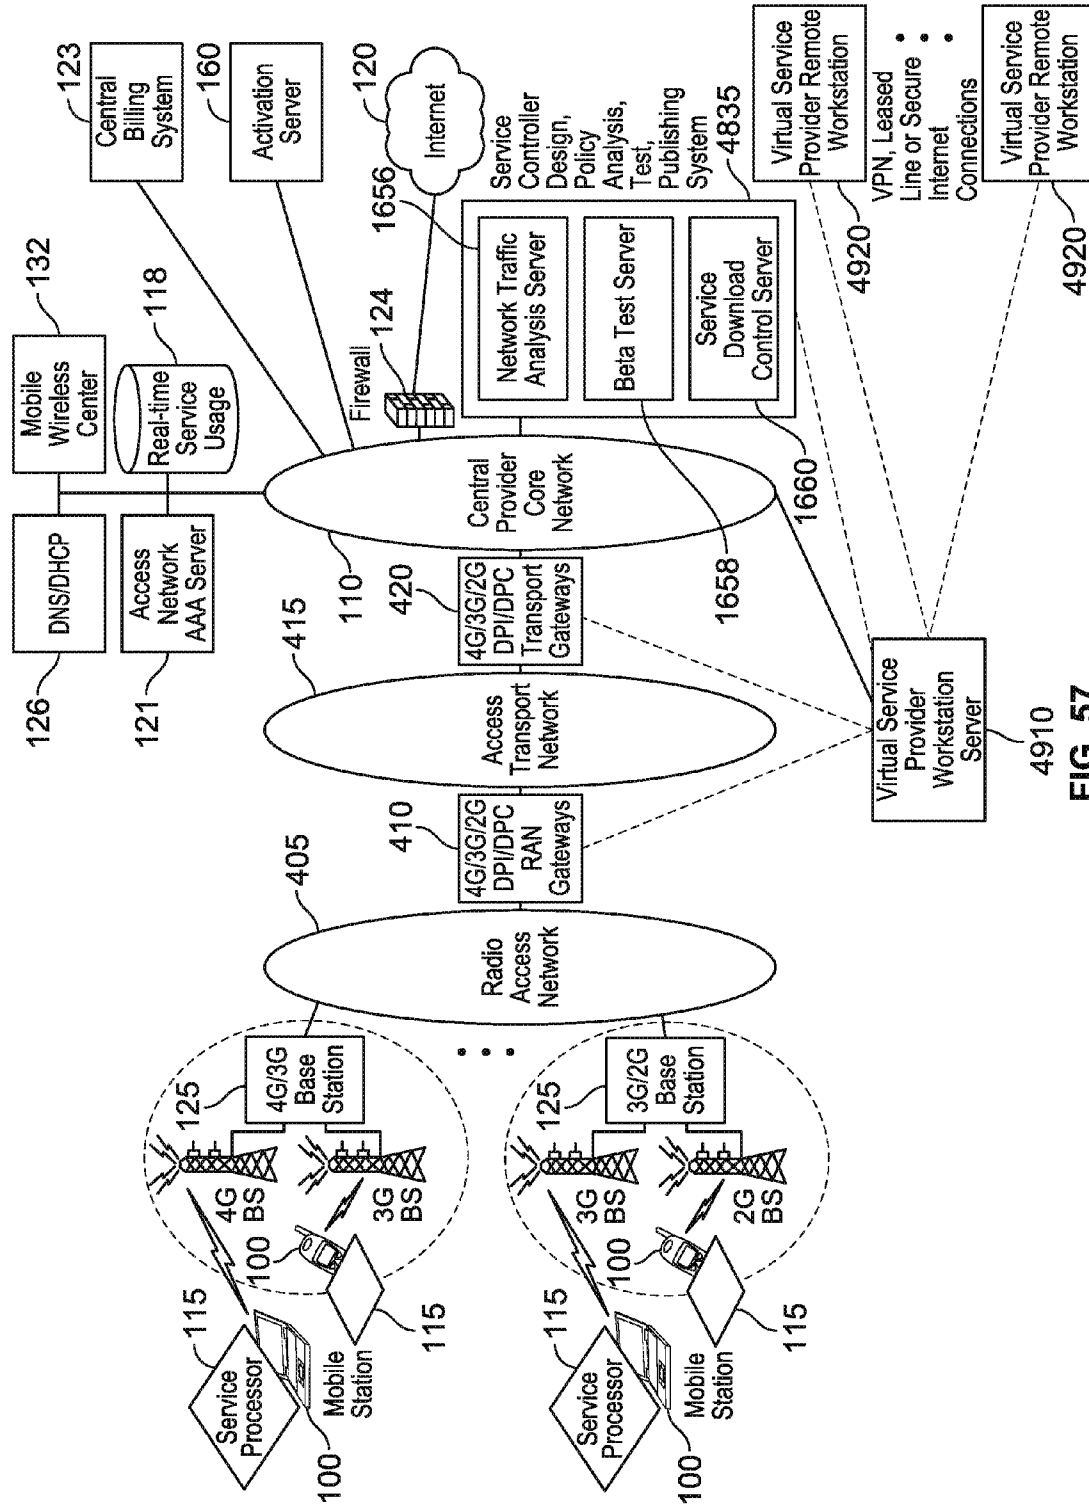 126
DNS/DHCP
Mobile
Wireless
Center
132
121
Access
Network
AAA Server
Real-time
Service
Usage
118
Central
Billing
System
123
Activation
Server
160
Internet
120
Firewall
124
110
Central
Provider
Core
Network
420
4G/3G/2G
DPI/DPC
Transport
Gateways
415
Access
Transport
Network
410
4G/3G/2G
DPI/DPC
RAN
Gateways
405
Radio
Access
Network
125
4G/3G
Base
Station
4G
BS
3G
BS
100
115
Service
Processor
100
Mobile
Station
115
125
3G/2G
Base
Station
3G
BS
2G
BS
100
115
Service
Processor
100
Mobile
Station
115
1656
Network Traffic
Analysis Server
Beta Test Server
Service
Download
Control Server
1658
1660
Service
Controller
Design,
Policy
Analysis,
Test,
Publishing
System
4835
Virtual Service
Provider Remote
Workstation
4920
VPN, Leased
Line or Secure
Internet
Connections
Virtual Service
Provider Remote
Workstation
4920
Virtual Service
Provider
Workstation
Server
4910
FIG. 57